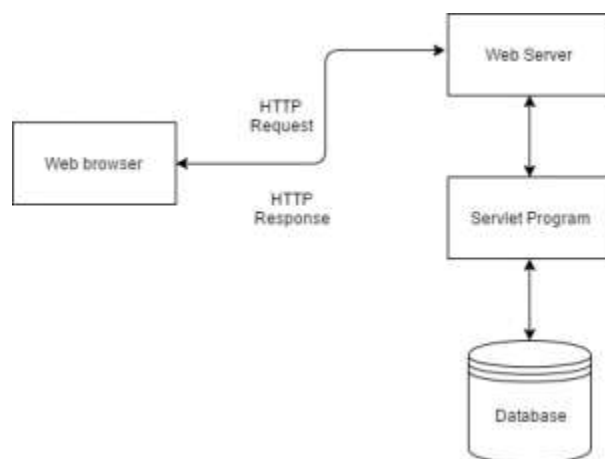 Web Server
HTTP
Request
Web browser
HTTP
Response
Servlet Program
Database